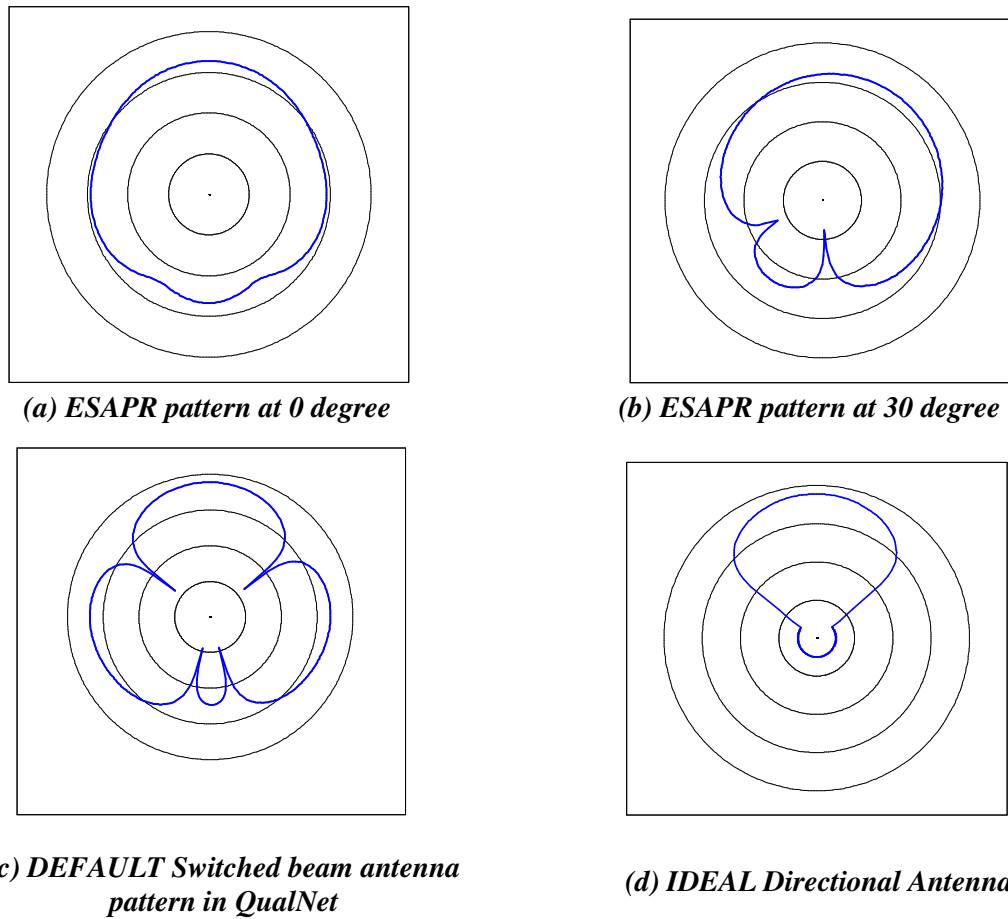 (a) ESAPR pattern at 0 degree
(b) ESAPR pattern at 30 degree
c) DEFAULT Switched beam antenna
pattern in QualNet
(d) IDEAL Directional Antenna